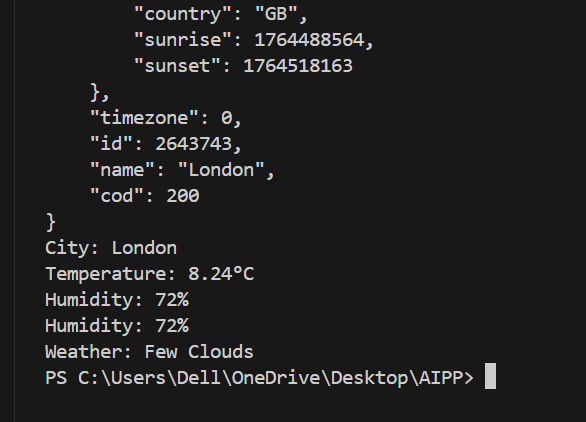 "country": "GB",
"sunrise": 1764488564,
"sunset": 1764518163
},
"timezone": 0,
"id": 2643743,
"name": "London",
"cod": 200
}
City: London
Temperature: 8.24°C
Humidity: 72%
Humidity: 72%
Weather: Few Clouds
PS C:\Users\Dell\OneDrive\Desktop\AIPP>